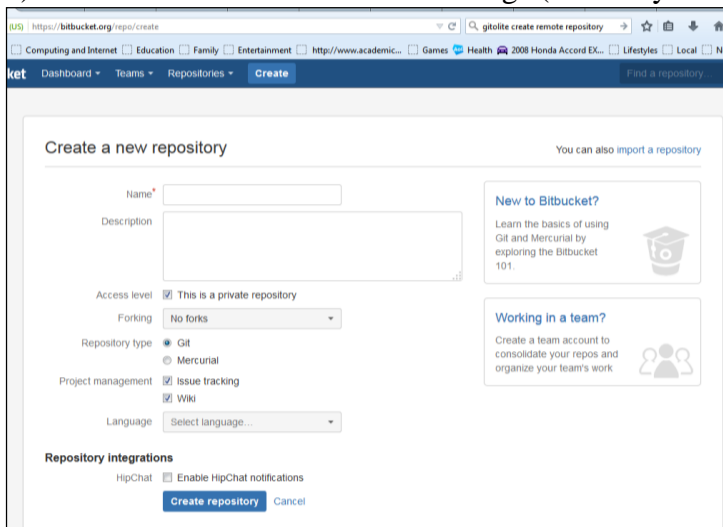 (US) https://bitbucket.org/repo/create gitolite create remote repository
Computing and Internet Education Family Entertainment http://www.academic... Games Health 2008 Honda Accord EX... Lifestyles Local N
ket Dashboard Teams Repositories Create Find a repository...
Create a new repository
You can also import a repository
Name*
Description
Access level This is a private repository
Forking No forks
Repository type Git
Mercurial
Project management Issue tracking
Wiki
Language Select language...
Repository integrations
HipChat Enable HipChat notifications
Create repository Cancel
New to Bitbucket?
Learn the basics of using
Git and Mercurial by
exploring the Bitbucket
101.
Working in a team?
Create a team account to
consolidate your repos and
organize your team's work